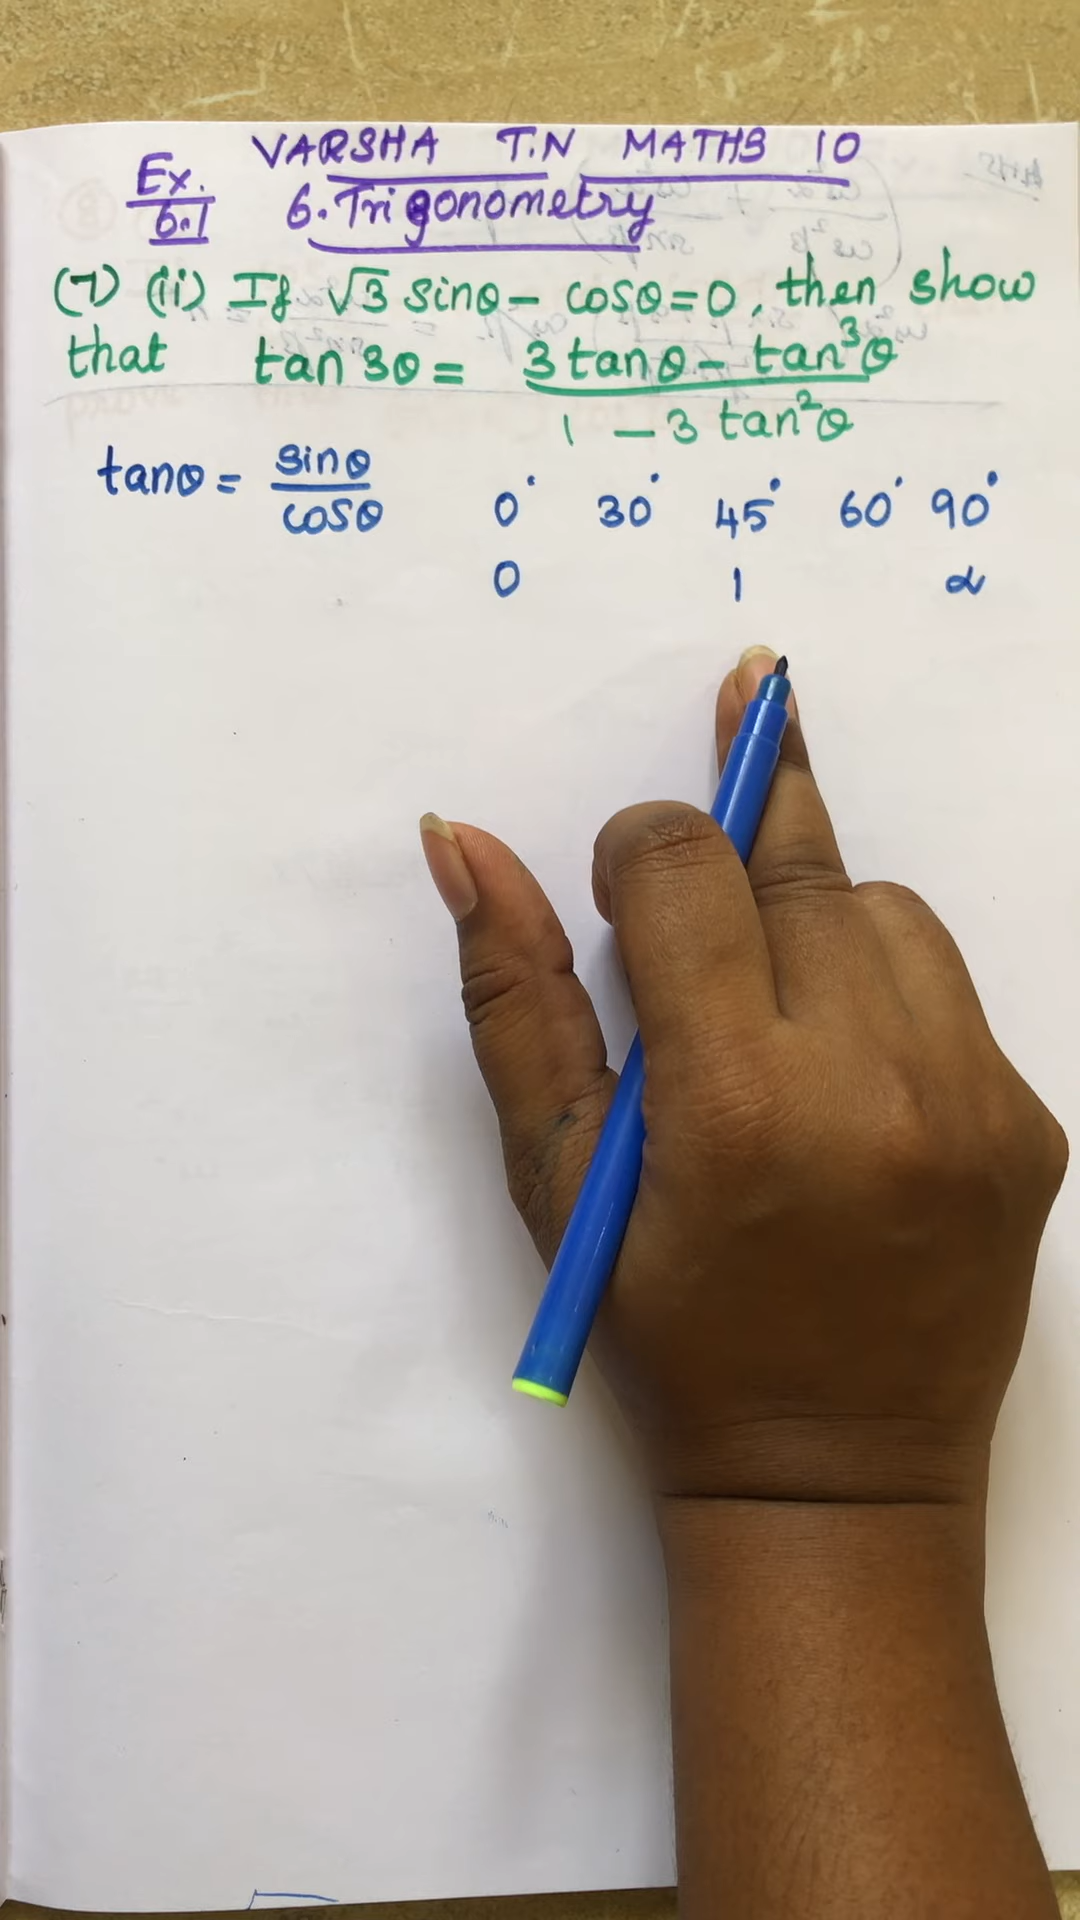 VARSHA T.N MATHS 10
Ex. 6.1 6. Trigonometry
(7) (ii) If √3 sinθ - cosθ = 0, then show
that tan 3θ = 3 tanθ - tan³θ
1 - 3 tan²θ
tanθ = sinθ
cosθ
0° 30° 45° 60° 90°
0 1 α